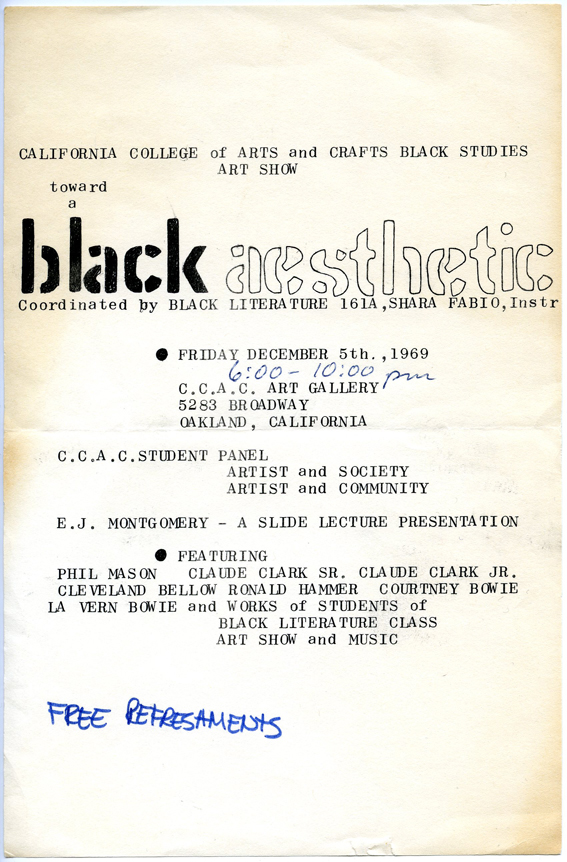 CALIFORNIA COLLEGE of ARTS and CRAFTS BLACK STUDIES
ART SHOW
toward
a
black aesthetic
Coordinated by BLACK LITERATURE 161A,SHARA FABIO,Instr
● FRIDAY DECEMBER 5th.,1969
6:00-10:00 pm
C.C.A.C. ART GALLERY
5283 BROADWAY
OAKLAND, CALIFORNIA
C.C.A.C.STUDENT PANEL
ARTIST and SOCIETY
ARTIST and COMMUNITY
E.J. MONTGOMERY - A SLIDE LECTURE PRESENTATION
● FEATURING
PHIL MASON CLAUDE CLARK SR. CLAUDE CLARK JR.
CLEVELAND BELLOW RONALD HAMMER COURTNEY BOWIE
LA VERN BOWIE and WORKS of STUDENTS of
BLACK LITERATURE CLASS
ART SHOW and MUSIC
FREE REFRESHMENTS